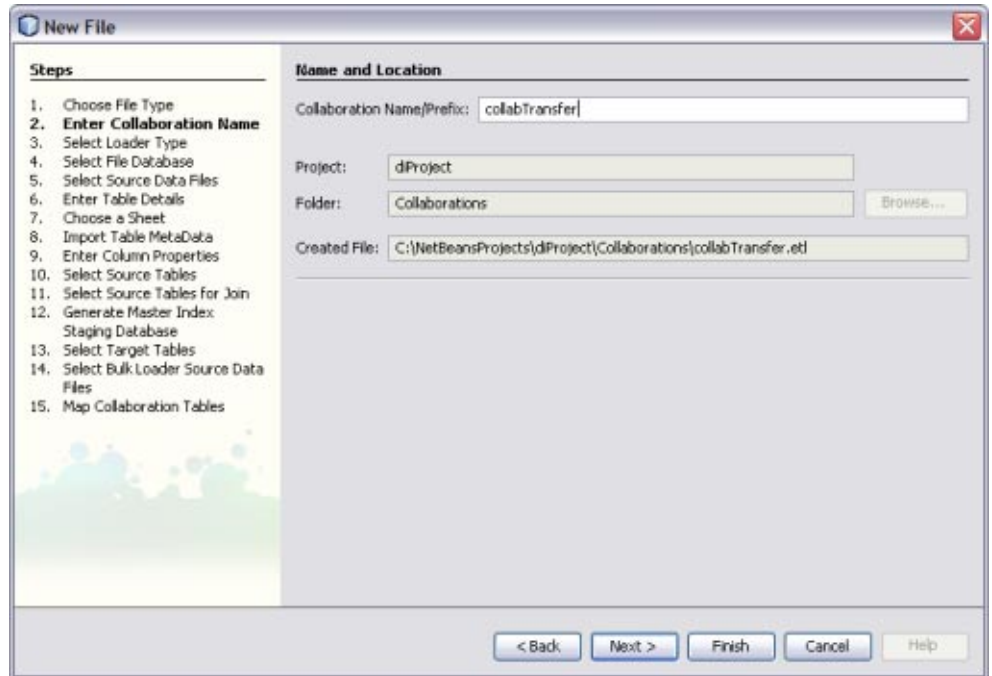 New File
Steps
1. Choose File Type
2. Enter Collaboration Name
3. Select Loader Type
4. Select File Database
5. Select Source Data Files
6. Enter Table Details
7. Choose a Sheet
8. Import Table MetaData
9. Enter Column Properties
10. Select Source Tables
11. Select Source Tables for Join
12. Generate Master Index
Staging Database
13. Select Target Tables
14. Select Bulk Loader Source Data
Files
15. Map Collaboration Tables
Name and Location
Collaboration Name/Prefix: collabTransfer
Project: diProject
Folder: Collaborations Browse...
Created File: C:\NetBeansProjects\diProject\Collaborations\collabTransfer.etl
< Back Next > Finish Cancel Help